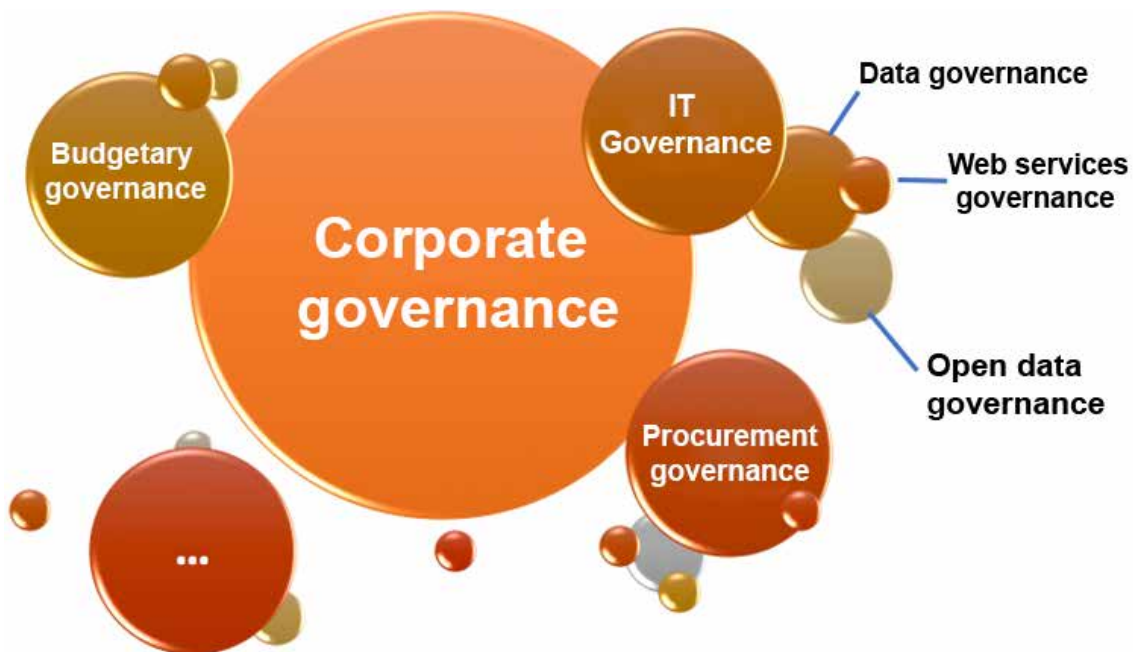 Budgetary
governance
Corporate
governance
IT
Governance
Data governance
Web services
governance
Open data
governance
Procurement
governance
...